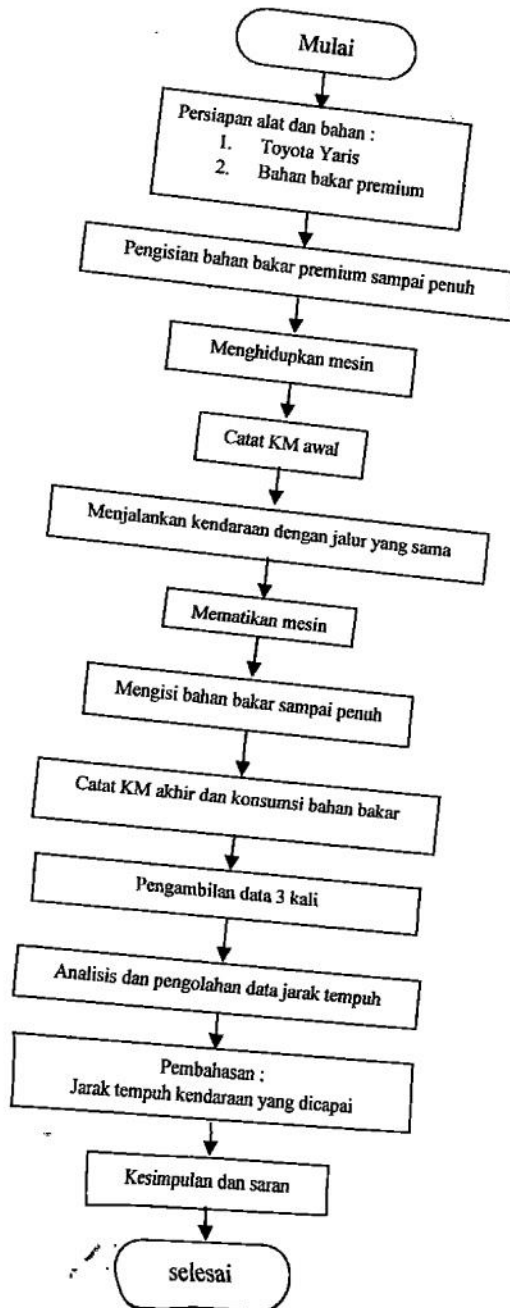 Mulai
Persiapan alat dan bahan :
1. Toyota Yaris
2. Bahan bakar premium
Pengisian bahan bakar premium sampai penuh
Menghidupkan mesin
Catat KM awal
Menjalankan kendaraan dengan jalur yang sama
Mematikan mesin
Mengisi bahan bakar sampai penuh
Catat KM akhir dan konsumsi bahan bakar
Pengambilan data 3 kali
Analisis dan pengolahan data jarak tempuh
Pembahasan :
Jarak tempuh kendaraan yang dicapai
Kesimpulan dan saran
selesai